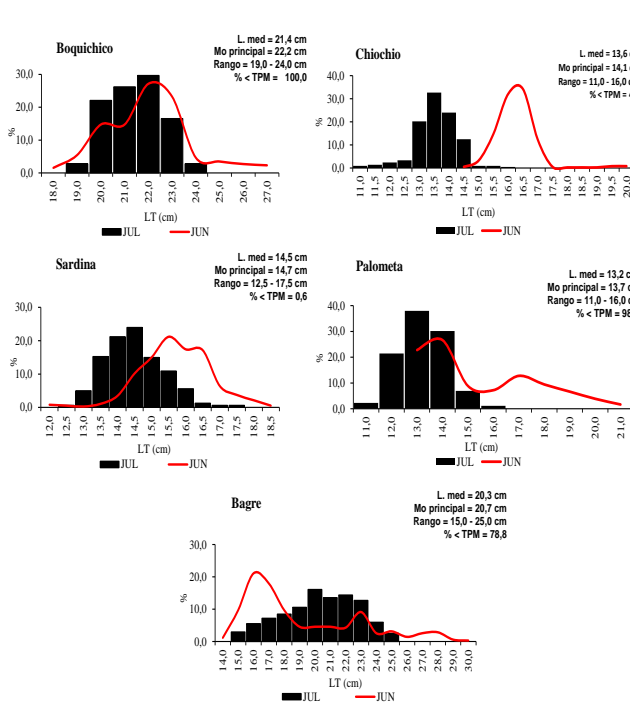 Boquichico
L. med = 21,4 cm
Mo principal = 22,2 cm
Rango = 19,0 - 24,0 cm
% < TPM = 100,0
30,0
20,0
10,0
0,0
%
18,0 19,0 20,0 21,0 22,0 23,0 24,0 25,0 26,0 27,0
LT (cm)
JUL JUN
Chiochio
L. med = 13,6
Mo principal = 14,1
Rango = 11,0 - 16,0
% < TPM =
40,0
30,0
20,0
10,0
0,0
%
11,0 11,5 12,0 12,5 13,0 13,5 14,0 14,5 15,0 15,5 16,0 16,5 17,0 17,5 18,0 18,5 19,0 19,5 20,0
LT (cm)
JUL JUN
Sardina
L. med = 14,5 cm
Mo principal = 14,7 cm
Rango = 12,5 - 17,5 cm
% < TPM = 0,6
30,0
20,0
10,0
0,0
%
12,0 12,5 13,0 13,5 14,0 14,5 15,0 15,5 16,0 16,5 17,0 17,5 18,0 18,5
LT (cm)
JUL JUN
Palometa
L. med = 13,2
Mo principal = 13,7
Rango = 11,0 - 16,0
% < TPM = 98
40,0
30,0
20,0
10,0
0,0
%
11,0 12,0 13,0 14,0 15,0 16,0 17,0 18,0 19,0 20,0 21,0
LT (cm)
JUL JUN
Bagre
L. med = 20,3 cm
Mo principal = 20,7 cm
Rango = 15,0 - 25,0 cm
% < TPM = 78,8
30,0
20,0
10,0
0,0
%
14,0 15,0 16,0 17,0 18,0 19,0 20,0 21,0 22,0 23,0 24,0 25,0 26,0 27,0 28,0 29,0 30,0
LT (cm)
JUL JUN